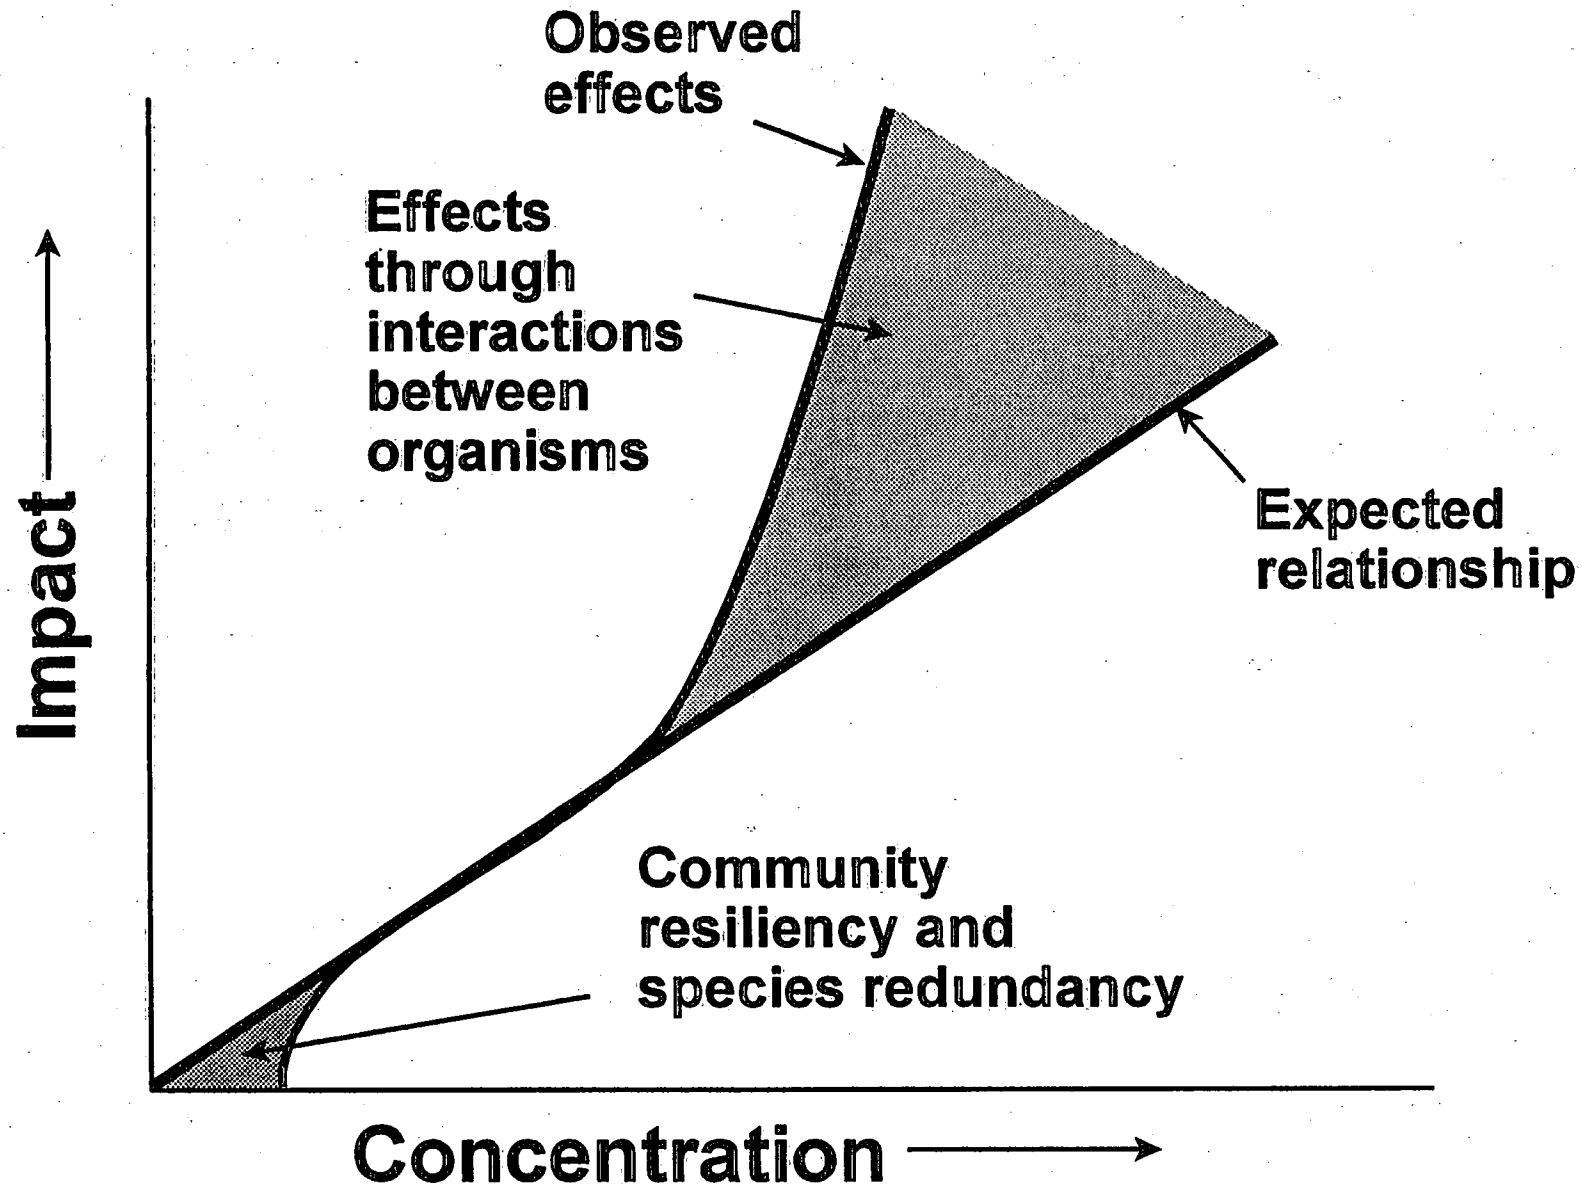 Observed
effects
Effects
through
interactions
between
organisms
Expected
relationship
Impact
Community
resiliency and
species redundancy
Concentration